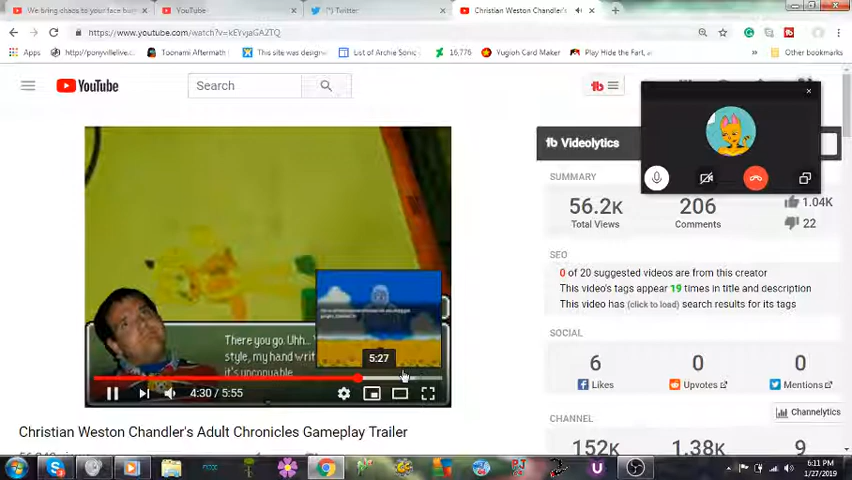 We bring chaos to your face bur
YouTube
(*) Twitter
Christian Weston Chandler's
https://www.youtube.com/watch?v=kEYvjaGAZTQ
Apps
http://ponyvillelive.c
Toonami Aftermath
This site was design
List of Archie Sonic
16,776
Yugioh Card Maker
Play Hide the Fart, a
Other bookmarks
YouTube
Search
Videolytics
SUMMARY
56.2K
Total Views
206
Comments
1.04K
22
SEO
0 of 20 suggested videos are from this creator
This video's tags appear 19 times in title and description
This video has (click to load) search results for its tags
There you go. Uhh...
style, my hand writ
it's uncopyable
5:27
4:30 / 5:55
SOCIAL
6
Likes
0
Upvotes
0
Mentions
Christian Weston Chandler's Adult Chronicles Gameplay Trailer
CHANNEL
Channelytics
152K
1.38K
9
6:11 PM
1/27/2019